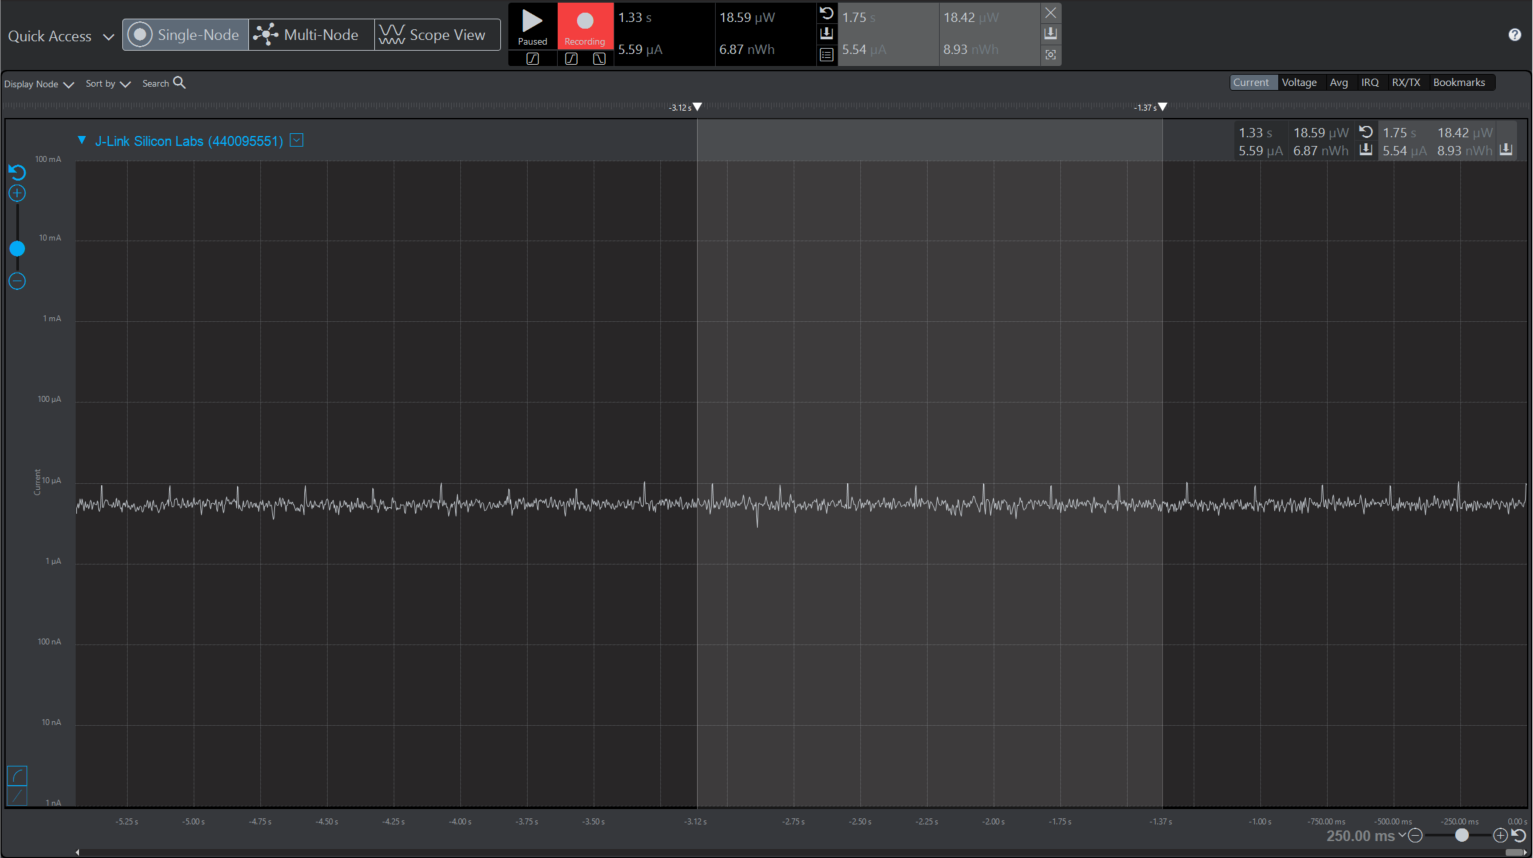 Quick Access
Single-Node
Multi-Node
Scope View
Paused
Recording
1.33 s
18.59 µW
5.59 µA
6.87 nWh
1.75 s
18.42 µW
5.54 µA
8.93 nWh
Display Node
Sort by
Search
Current
Voltage
Avg
IRQ
RX/TX
Bookmarks
-3.12 s
-1.37 s
J-Link Silicon Labs (440095551)
1.33 s 18.59 µW
5.59 µA 6.87 nWh
1.75 s 18.42 µW
5.54 µA 8.93 nWh
100 mA
10 mA
1 mA
100 µA
10 µA
Current
1 µA
100 nA
10 nA
1 nA
-5.25 s
-5.00 s
-4.75 s
-4.50 s
-4.25 s
-4.00 s
-3.75 s
-3.50 s
-3.12 s
-2.75 s
-2.50 s
-2.25 s
-2.00 s
-1.75 s
-1.37 s
-1.00 s
-750.00 ms
-500.00 ms
-250.00 ms
0.00 s
250.00 ms